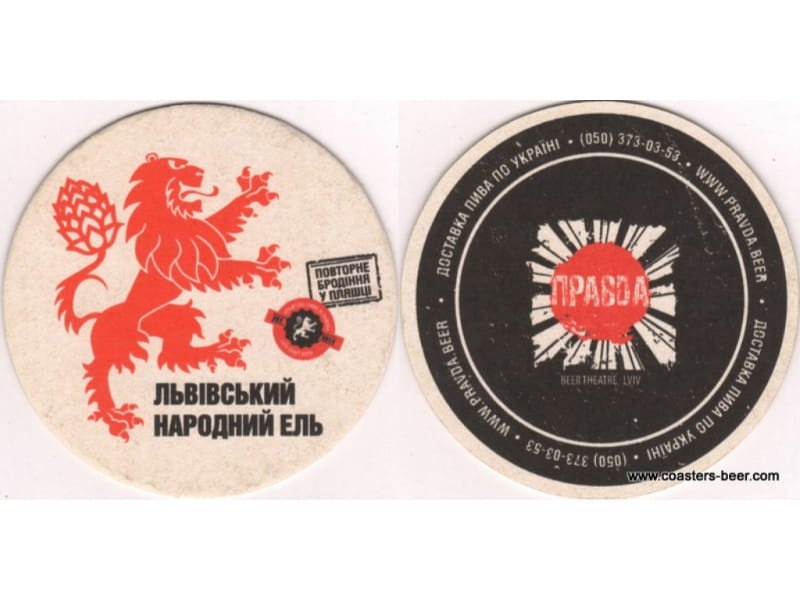 ПОВТОРНЕ
БРОДІННЯ
У ПЛЯШЦІ
ЛЬВІВСЬКИЙ
НАРОДНИЙ ЕЛЬ
ДОСТАВКА ПИВА ПО УКРАЇНІ • (050) 373-03-53 • WWW.PRAVDA.BEER • ДОСТАВКА ПИВА ПО УКРАЇНІ • (050) 373-03-53 • WWW.PRAVDA.BEER •
ПРАВДА
BEER THEATRE LVIV
www.coasters-beer.com